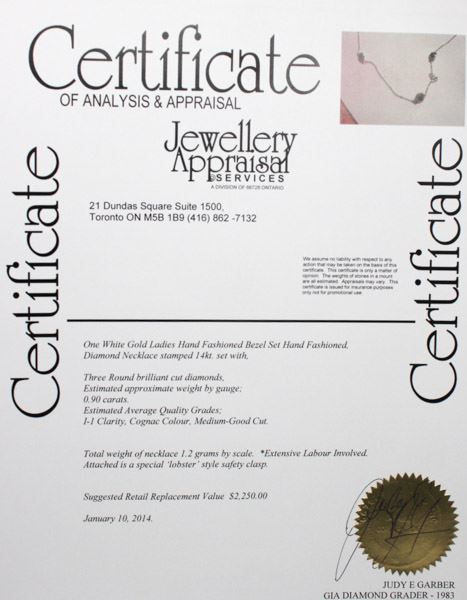 Certificate
OF ANALYSIS & APPRAISAL
Jewellery
Appraisal
SERVICES
A DIVISION OF 66728 ONTARIO
21 Dundas Square Suite 1500,
Toronto ON M5B 1B9 (416) 862 -7132
We assume no liability with respect to any
action that may be taken on the basis of this
certificate. This certificate is only a matter of
opinion. The weights of stones in a mount
are all estimated. Appraisals may vary. This
certificate is issued for insurance purposes
only not for promotional use.
Certificate
Certificate
One White Gold Ladies Hand Fashioned Bezel Set Hand Fashioned,
Diamond Necklace stamped 14kt. set with,
Three Round brilliant cut diamonds,
Estimated approximate weight by gauge;
0.90 carats.
Estimated Average Quality Grades;
I-1 Clarity, Cognac Colour, Medium-Good Cut.
Total weight of necklace 1.2 grams by scale. *Extensive Labour Involved.
Attached is a special 'lobster' style safety clasp.
Suggested Retail Replacement Value $2,250.00
January 10, 2014.
JUDY E GARBER
GIA DIAMOND GRADER - 1983